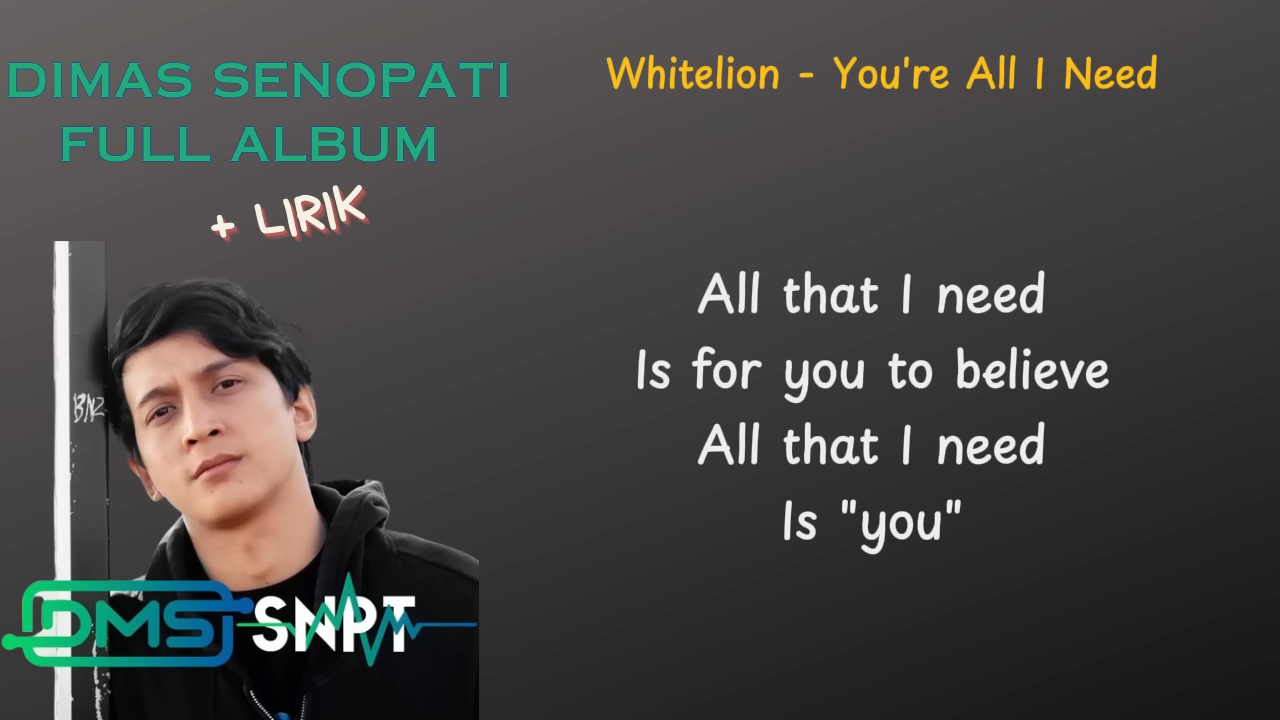 DIMAS SENOPATI
FULL ALBUM
+ LIRIK
Whitelion - You're All I Need
All that I need
Is for you to believe
All that I need
Is "you"
DMS SNPT